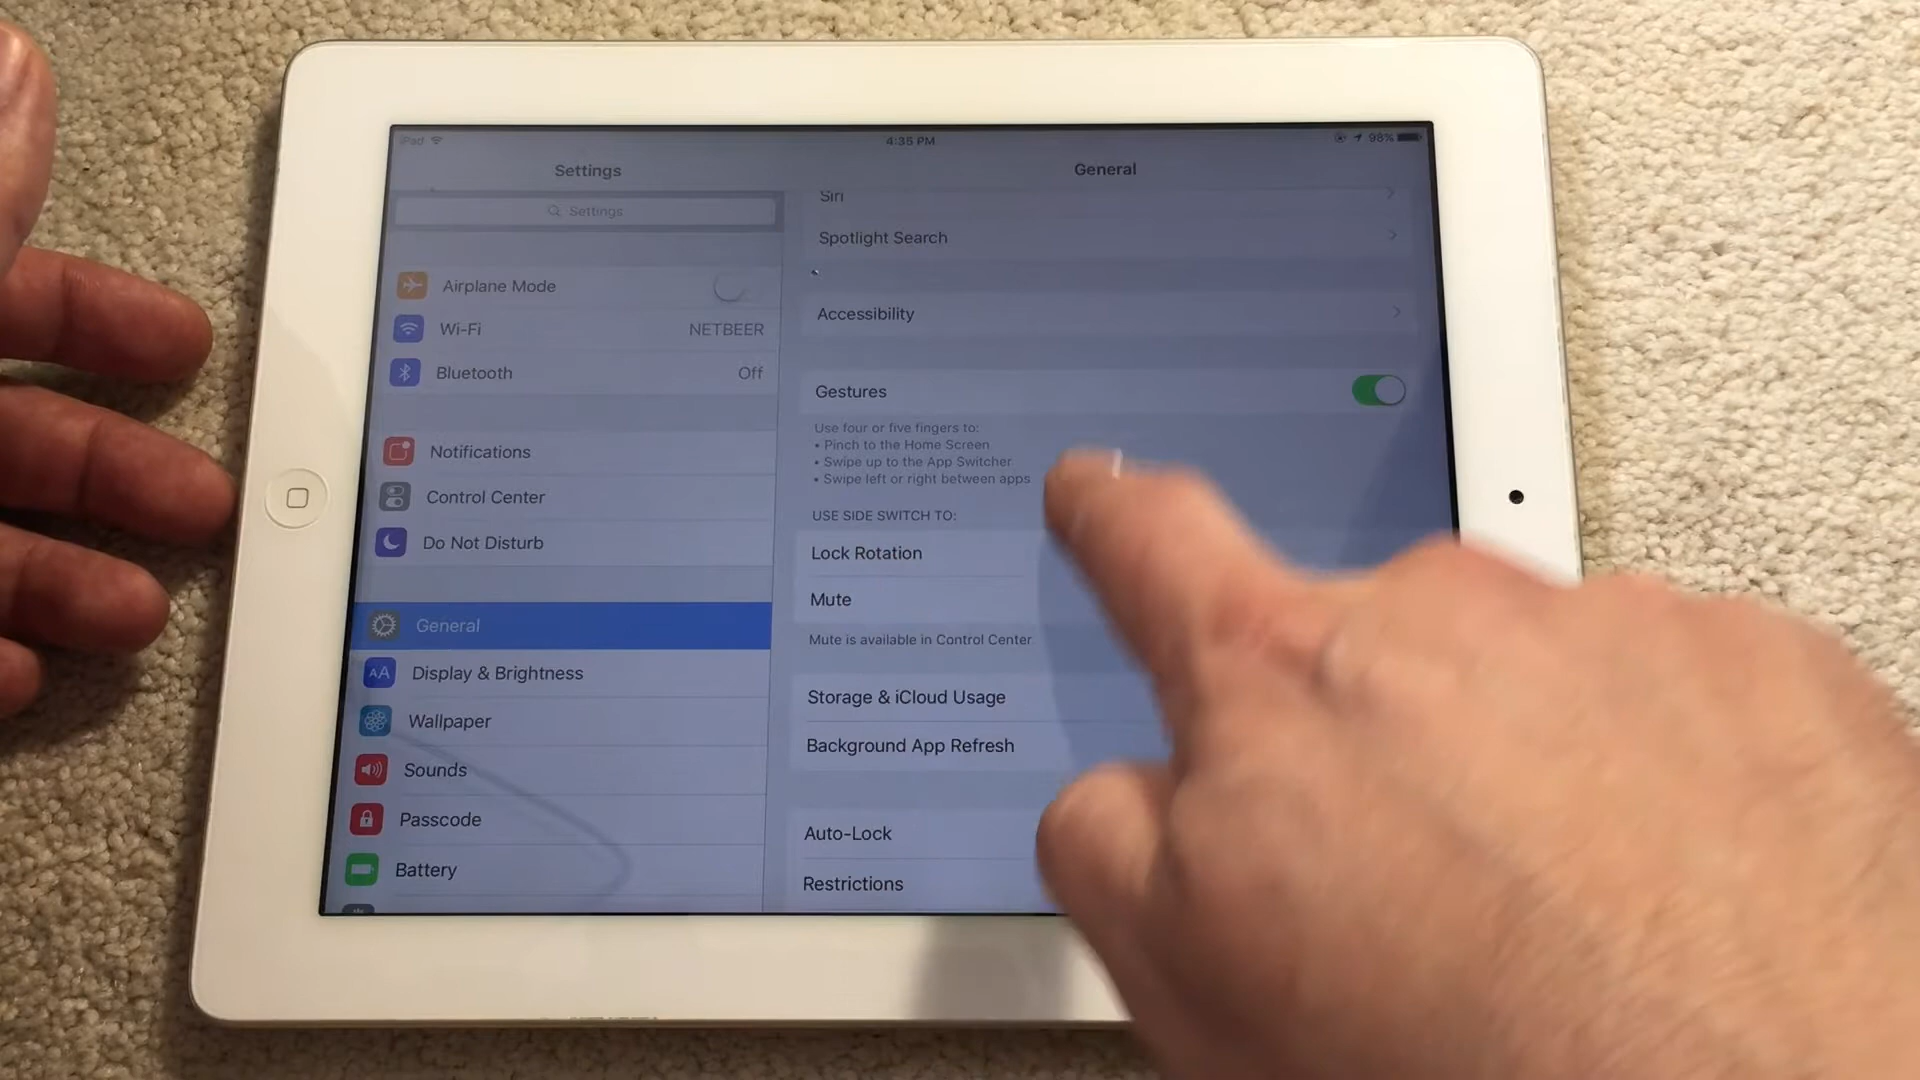 iPad
4:35 PM
98%
Settings
General
Settings
Airplane Mode
Wi-Fi
NETBEER
Bluetooth
Off
Notifications
Control Center
Do Not Disturb
General
AA
Display & Brightness
Wallpaper
Sounds
Passcode
Battery
Siri
Spotlight Search
Accessibility
Gestures
Use four or five fingers to:
• Pinch to the Home Screen
• Swipe up to the App Switcher
• Swipe left or right between apps
USE SIDE SWITCH TO:
Lock Rotation
Mute
Mute is available in Control Center
Storage & iCloud Usage
Background App Refresh
Auto-Lock
Restrictions